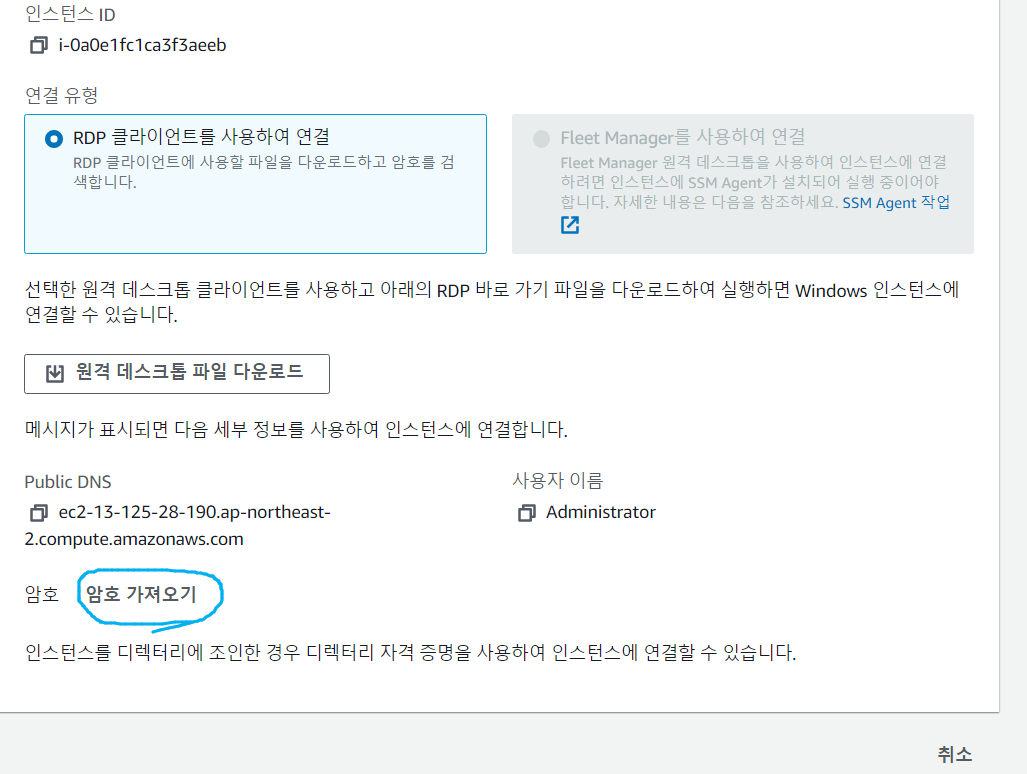 인스턴스 ID
i-0a0e1fc1ca3f3aeeb
연결 유형
RDP 클라이언트를 사용하여 연결
RDP 클라이언트에 사용할 파일을 다운로드하고 암호를 검
색합니다.
Fleet Manager를 사용하여 연결
Fleet Manager 원격 데스크톱을 사용하여 인스턴스에 연결
하려면 인스턴스에 SSM Agent가 설치되어 실행 중이어야
합니다. 자세한 내용은 다음을 참조하세요. SSM Agent 작업
선택한 원격 데스크톱 클라이언트를 사용하고 아래의 RDP 바로 가기 파일을 다운로드하여 실행하면 Windows 인스턴스에
연결할 수 있습니다.
원격 데스크톱 파일 다운로드
메시지가 표시되면 다음 세부 정보를 사용하여 인스턴스에 연결합니다.
Public DNS
ec2-13-125-28-190.ap-northeast-
2.compute.amazonaws.com
사용자 이름
Administrator
암호 암호 가져오기
인스턴스를 디렉터리에 조인한 경우 디렉터리 자격 증명을 사용하여 인스턴스에 연결할 수 있습니다.
취소